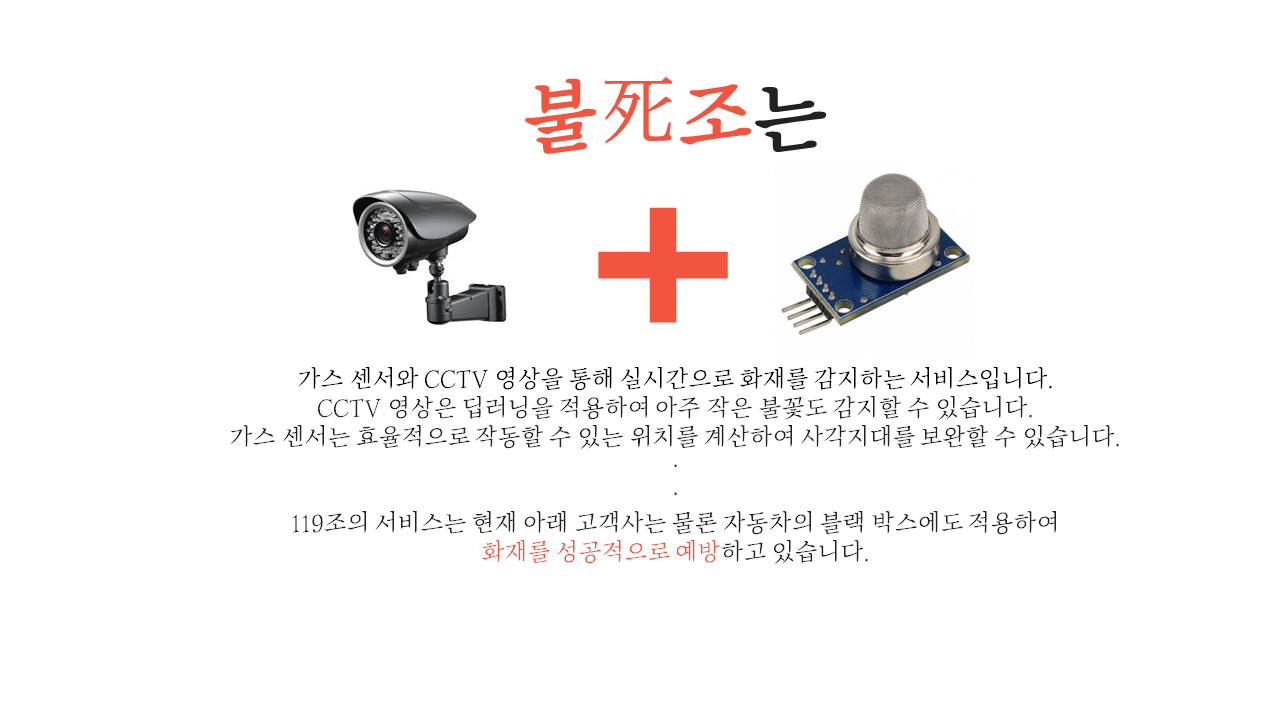 불死조는
가스 센서와 CCTV 영상을 통해 실시간으로 화재를 감지하는 서비스입니다.
CCTV 영상은 딥러닝을 적용하여 아주 작은 불꽃도 감지할 수 있습니다.
가스 센서는 효율적으로 작동할 수 있는 위치를 계산하여 사각지대를 보완할 수 있습니다.
.
.
119조의 서비스는 현재 아래 고객사는 물론 자동차의 블랙 박스에도 적용하여
화재를 성공적으로 예방하고 있습니다.